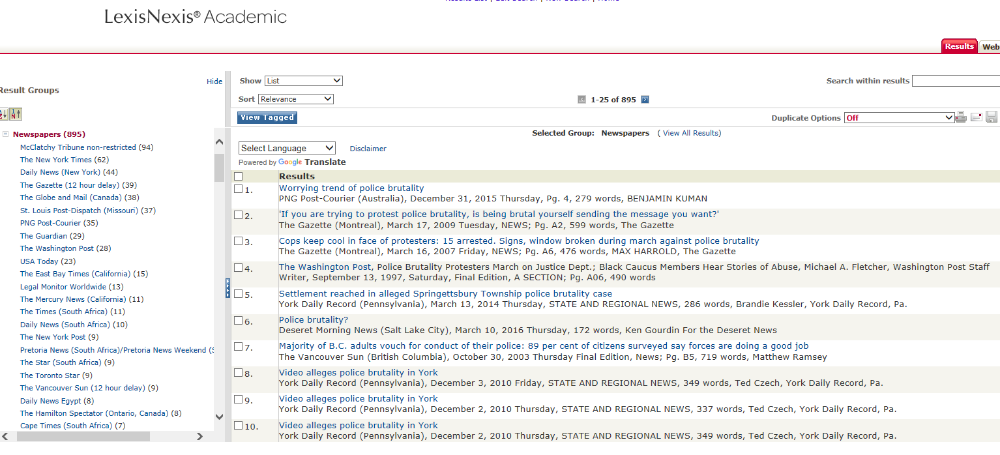 Results List | Edit Search | New Search | Home
LexisNexis® Academic
Results Web
Result Groups
Hide
Newspapers (895)
McClatchy Tribune non-restricted (94)
The New York Times (62)
Daily News (New York) (44)
The Gazette (12 hour delay) (39)
The Globe and Mail (Canada) (38)
St. Louis Post-Dispatch (Missouri) (37)
PNG Post-Courier (35)
The Guardian (29)
The Washington Post (28)
USA Today (23)
The East Bay Times (California) (15)
Legal Monitor Worldwide (13)
The Mercury News (California) (11)
The Times (South Africa) (11)
Daily News (South Africa) (10)
The New York Post (9)
Pretoria News (South Africa)/Pretoria News Weekend (S
The Star (South Africa) (9)
The Toronto Star (9)
The Vancouver Sun (12 hour delay) (9)
Daily News Egypt (8)
The Hamilton Spectator (Ontario, Canada) (8)
Cape Times (South Africa) (7)
Show List
Search within results
Sort Relevance
1-25 of 895
View Tagged
Duplicate Options Off
Selected Group: Newspapers ( View All Results)
Select Language Disclaimer
Powered by Google Translate
Results
1. Worrying trend of police brutality
PNG Post-Courier (Australia), December 31, 2015 Thursday, Pg. 4, 279 words, BENJAMIN KUMAN
2. 'If you are trying to protest police brutality, is being brutal yourself sending the message you want?'
The Gazette (Montreal), March 17, 2009 Tuesday, NEWS; Pg. A2, 599 words, The Gazette
3. Cops keep cool in face of protesters: 15 arrested. Signs, window broken during march against police brutality
The Gazette (Montreal), March 16, 2007 Friday, NEWS; Pg. A6, 476 words, MAX HARROLD, The Gazette
4. The Washington Post, Police Brutality Protesters March on Justice Dept.; Black Caucus Members Hear Stories of Abuse, Michael A. Fletcher, Washington Post Staff
Writer, September 13, 1997, Saturday, Final Edition, A SECTION; Pg. A06, 490 words
5. Settlement reached in alleged Springettsbury Township police brutality case
York Daily Record (Pennsylvania), March 13, 2014 Thursday, STATE AND REGIONAL NEWS, 286 words, Brandie Kessler, York Daily Record, Pa.
6. Police brutality?
Deseret Morning News (Salt Lake City), March 10, 2016 Thursday, 172 words, Ken Gourdin For the Deseret News
7. Majority of B.C. adults vouch for conduct of their police: 89 per cent of citizens surveyed say forces are doing a good job
The Vancouver Sun (British Columbia), October 30, 2003 Thursday Final Edition, News; Pg. B5, 719 words, Matthew Ramsey
8. Video alleges police brutality in York
York Daily Record (Pennsylvania), December 3, 2010 Friday, STATE AND REGIONAL NEWS, 349 words, Ted Czech, York Daily Record, Pa.
9. Video alleges police brutality in York
York Daily Record (Pennsylvania), December 2, 2010 Thursday, STATE AND REGIONAL NEWS, 337 words, Ted Czech, York Daily Record, Pa.
10. Video alleges police brutality in York
York Daily Record (Pennsylvania), December 2, 2010 Thursday, STATE AND REGIONAL NEWS, 349 words, Ted Czech, York Daily Record, Pa.